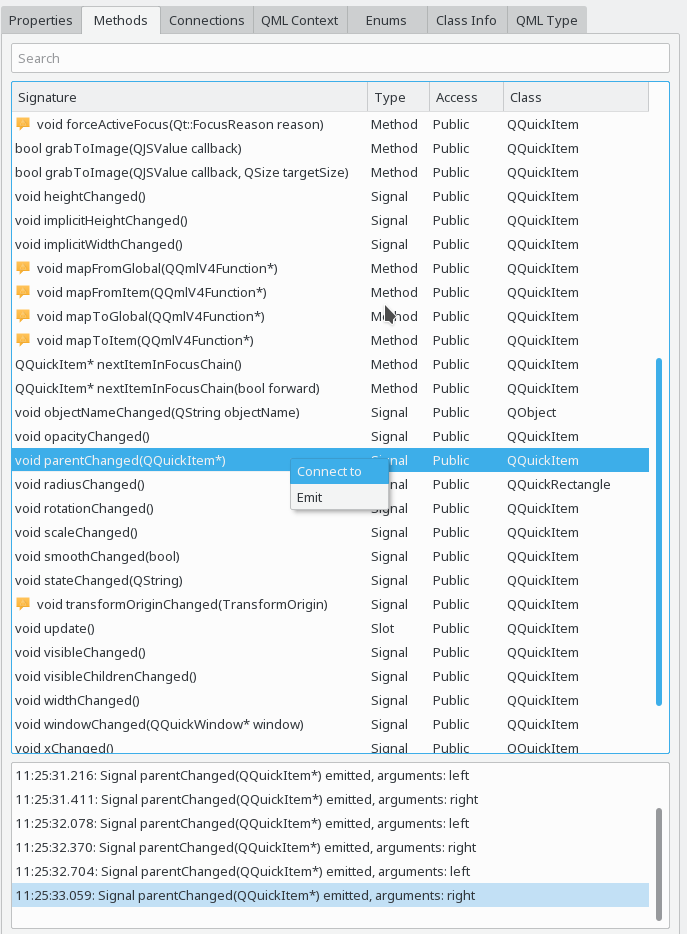 Properties Methods Connections QML Context Enums Class Info QML Type
Search
Signature Type Access Class
void forceActiveFocus(Qt::FocusReason reason) Method Public QQuickItem
bool grabToImage(QJSValue callback) Method Public QQuickItem
bool grabToImage(QJSValue callback, QSize targetSize) Method Public QQuickItem
void heightChanged() Signal Public QQuickItem
void implicitHeightChanged() Signal Public QQuickItem
void implicitWidthChanged() Signal Public QQuickItem
void mapFromGlobal(QQmlV4Function*) Method Public QQuickItem
void mapFromItem(QQmlV4Function*) Method Public QQuickItem
void mapToGlobal(QQmlV4Function*) Method Public QQuickItem
void mapToItem(QQmlV4Function*) Method Public QQuickItem
QQuickItem* nextItemInFocusChain() Method Public QQuickItem
QQuickItem* nextItemInFocusChain(bool forward) Method Public QQuickItem
void objectNameChanged(QString objectName) Signal Public QObject
void opacityChanged() Signal Public QQuickItem
void parentChanged(QQuickItem*) Signal Public QQuickItem
Connect to
void radiusChanged() Signal Public QQuickRectangle
Emit
void rotationChanged() Signal Public QQuickItem
void scaleChanged() Signal Public QQuickItem
void smoothChanged(bool) Signal Public QQuickItem
void stateChanged(QString) Signal Public QQuickItem
void transformOriginChanged(TransformOrigin) Signal Public QQuickItem
void update() Slot Public QQuickItem
void visibleChanged() Signal Public QQuickItem
void visibleChildrenChanged() Signal Public QQuickItem
void widthChanged() Signal Public QQuickItem
void windowChanged(QQuickWindow* window) Signal Public QQuickItem
void xChanged() Signal Public QQuickItem
11:25:31.216: Signal parentChanged(QQuickItem*) emitted, arguments: left
11:25:31.411: Signal parentChanged(QQuickItem*) emitted, arguments: right
11:25:32.078: Signal parentChanged(QQuickItem*) emitted, arguments: left
11:25:32.370: Signal parentChanged(QQuickItem*) emitted, arguments: right
11:25:32.704: Signal parentChanged(QQuickItem*) emitted, arguments: left
11:25:33.059: Signal parentChanged(QQuickItem*) emitted, arguments: right